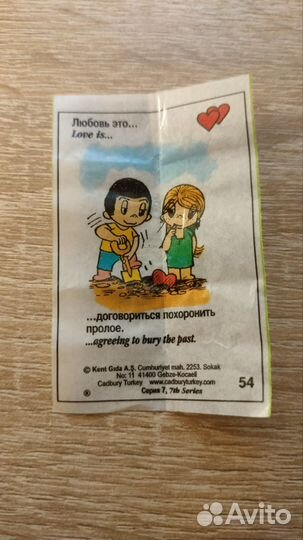 Любовь это...
Love is...
...договориться похоронить
пролое.
...agreeing to bury the past.
© Kent Gıda A.Ş. Cumhuriyet mah. 2253. Sokak
No: 11 41400 Gebze-Kocaeli
Cadbury Turkey www.cadburyturkey.com
Серия 7, 7th Series
54
®
Avito